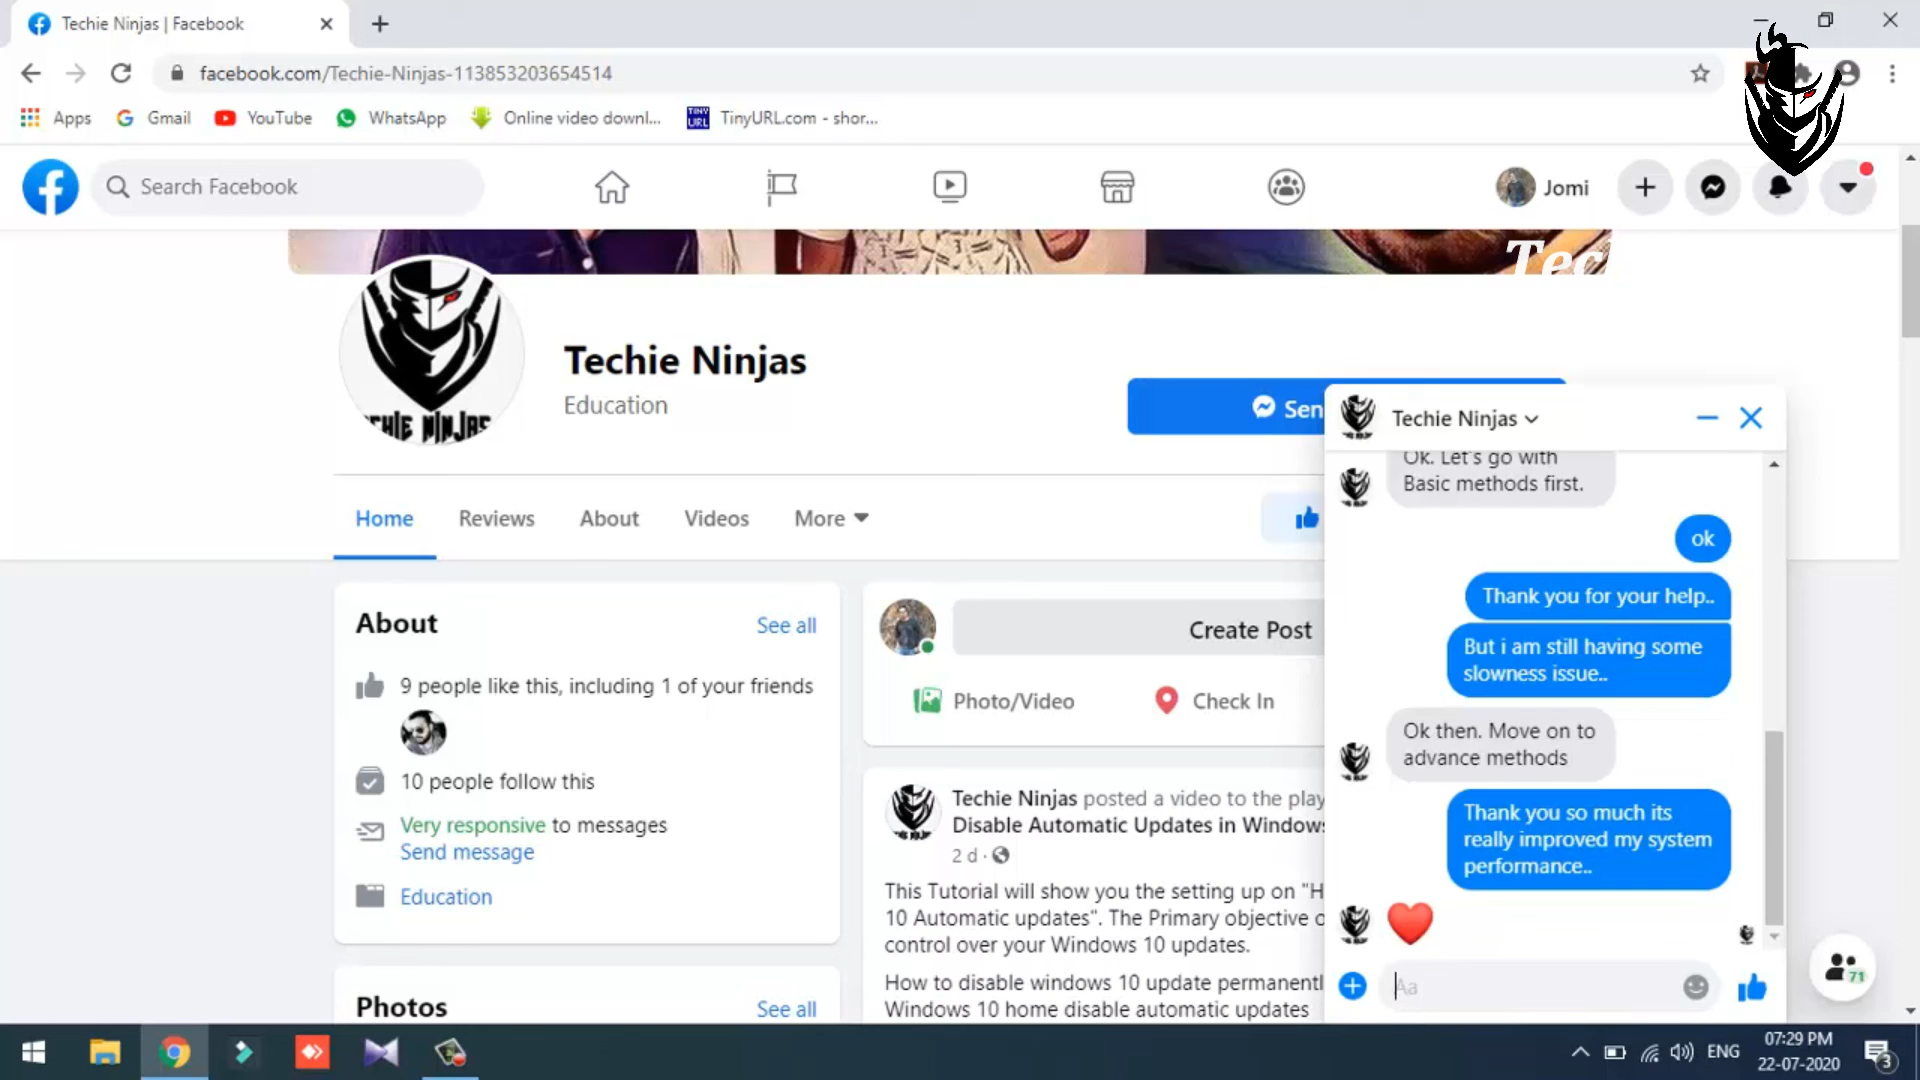 Techie Ninjas | Facebook
facebook.com/Techie-Ninjas-113853203654514
Apps
Gmail
YouTube
WhatsApp
Online video downl...
TINY
URL
TinyURL.com - shor...
Search Facebook
Jomi
Tec
Techie Ninjas
Education
Sen
Home
Reviews
About
Videos
More
About
See all
9 people like this, including 1 of your friends
10 people follow this
Very responsive to messages
Send message
Education
Photos
See all
Create Post
Photo/Video
Check In
Techie Ninjas posted a video to the play
Disable Automatic Updates in Window
2 d
This Tutorial will show you the setting up on "H
10 Automatic updates". The Primary objective o
control over your Windows 10 updates.
How to disable windows 10 update permanent
Windows 10 home disable automatic updates
Techie Ninjas
Ok. Let's go with
Basic methods first.
ok
Thank you for your help..
But i am still having some
slowness issue..
Ok then. Move on to
advance methods
Thank you so much its
really improved my system
performance..
Aa
71
ENG
07:29 PM
22-07-2020
3